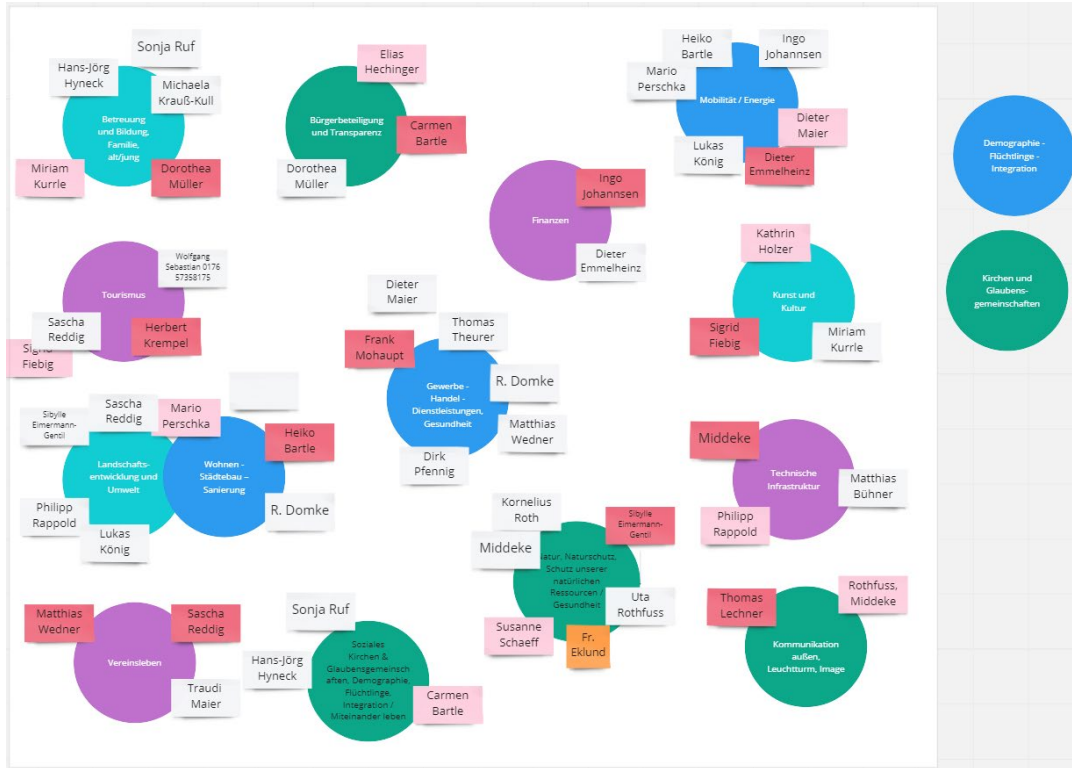 Sonja Ruf
Hans-Jörg
Hyneck
Michaela
Krauß-Kull
Betreuung
und Bildung,
Familie,
alt/jung
Miriam
Kurrle
Dorothea
Müller
Elias
Hechinger
Bürgerbeteiligung
und Transparenz
Carmen
Bartle
Dorothea
Müller
Heiko
Bartle
Ingo
Johannsen
Mario
Perschka
Mobilität / Energie
Dieter
Maier
Lukas
König
Dieter
Emmelheinz
Demographie -
Flüchtlinge -
Integration
Ingo
Johannsen
Finanzen
Dieter
Emmelheinz
Wolfgang
Sebastian 0176
57358175
Tourismus
Sascha
Reddig
Herbert
Krempel
Sigrid
Fiebig
Kathrin
Holzer
Kunst und
Kultur
Sigrid
Fiebig
Miriam
Kurrle
Kirchen und
Glaubens-
gemeinschaften
Dieter
Maier
Thomas
Theurer
Frank
Mohaupt
R. Domke
Gewerbe -
Handel -
Dienstleistungen,
Gesundheit
Matthias
Wedner
Dirk
Pfennig
Sibylle
Eimermann-
Gentil
Sascha
Reddig
Mario
Perschka
Heiko
Bartle
Landschafts-
entwicklung und
Umwelt
Wohnen -
Städtebau –
Sanierung
Philipp
Rappold
Lukas
König
R. Domke
Middeke
Technische
Infrastruktur
Matthias
Bühner
Philipp
Rappold
Kornelius
Roth
Sibylle
Eimermann-
Gentil
Middeke
Natur, Naturschutz,
Schutz unserer
natürlichen
Ressourcen /
Gesundheit
Uta
Rothfuss
Susanne
Schaeff
Fr.
Eklund
Thomas
Lechner
Rothfuss,
Middeke
Kommunikation
außen,
Leuchtturm, Image
Matthias
Wedner
Sascha
Reddig
Vereinsleben
Traudi
Maier
Sonja Ruf
Hans-Jörg
Hyneck
Soziales
Kirchen &
Glaubensgemeinsch
aften, Demographie,
Flüchtlinge,
Integration /
Miteinander leben
Carmen
Bartle